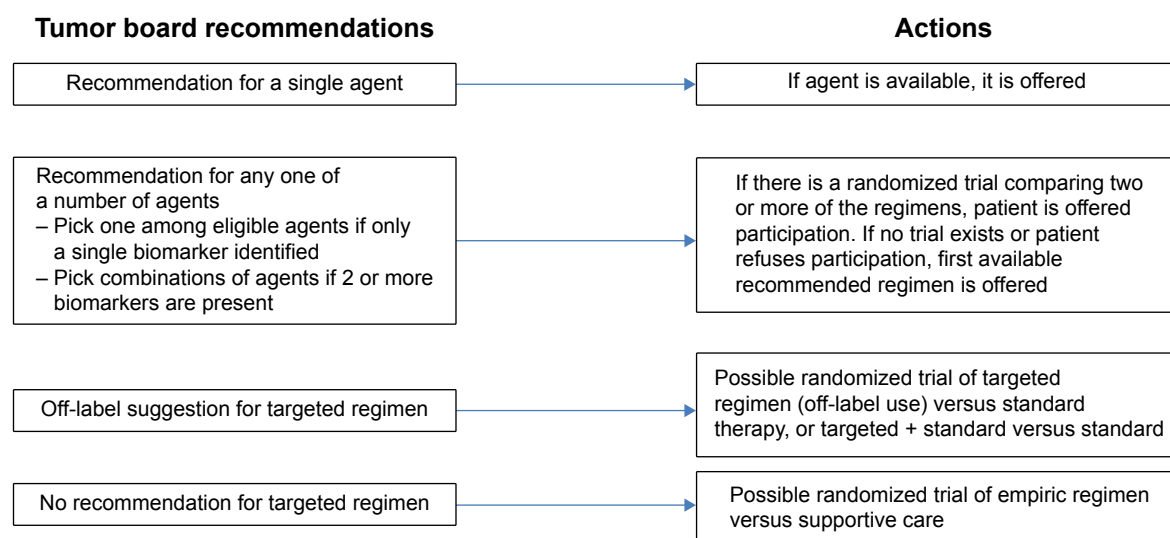 Tumor board recommendations
Actions
Recommendation for a single agent
If agent is available, it is offered
Recommendation for any one of
a number of agents
– Pick one among eligible agents if only
a single biomarker identified
– Pick combinations of agents if 2 or more
biomarkers are present
If there is a randomized trial comparing two
or more of the regimens, patient is offered
participation. If no trial exists or patient
refuses participation, first available
recommended regimen is offered
Off-label suggestion for targeted regimen
Possible randomized trial of targeted
regimen (off-label use) versus standard
therapy, or targeted + standard versus standard
No recommendation for targeted regimen
Possible randomized trial of empiric regimen
versus supportive care